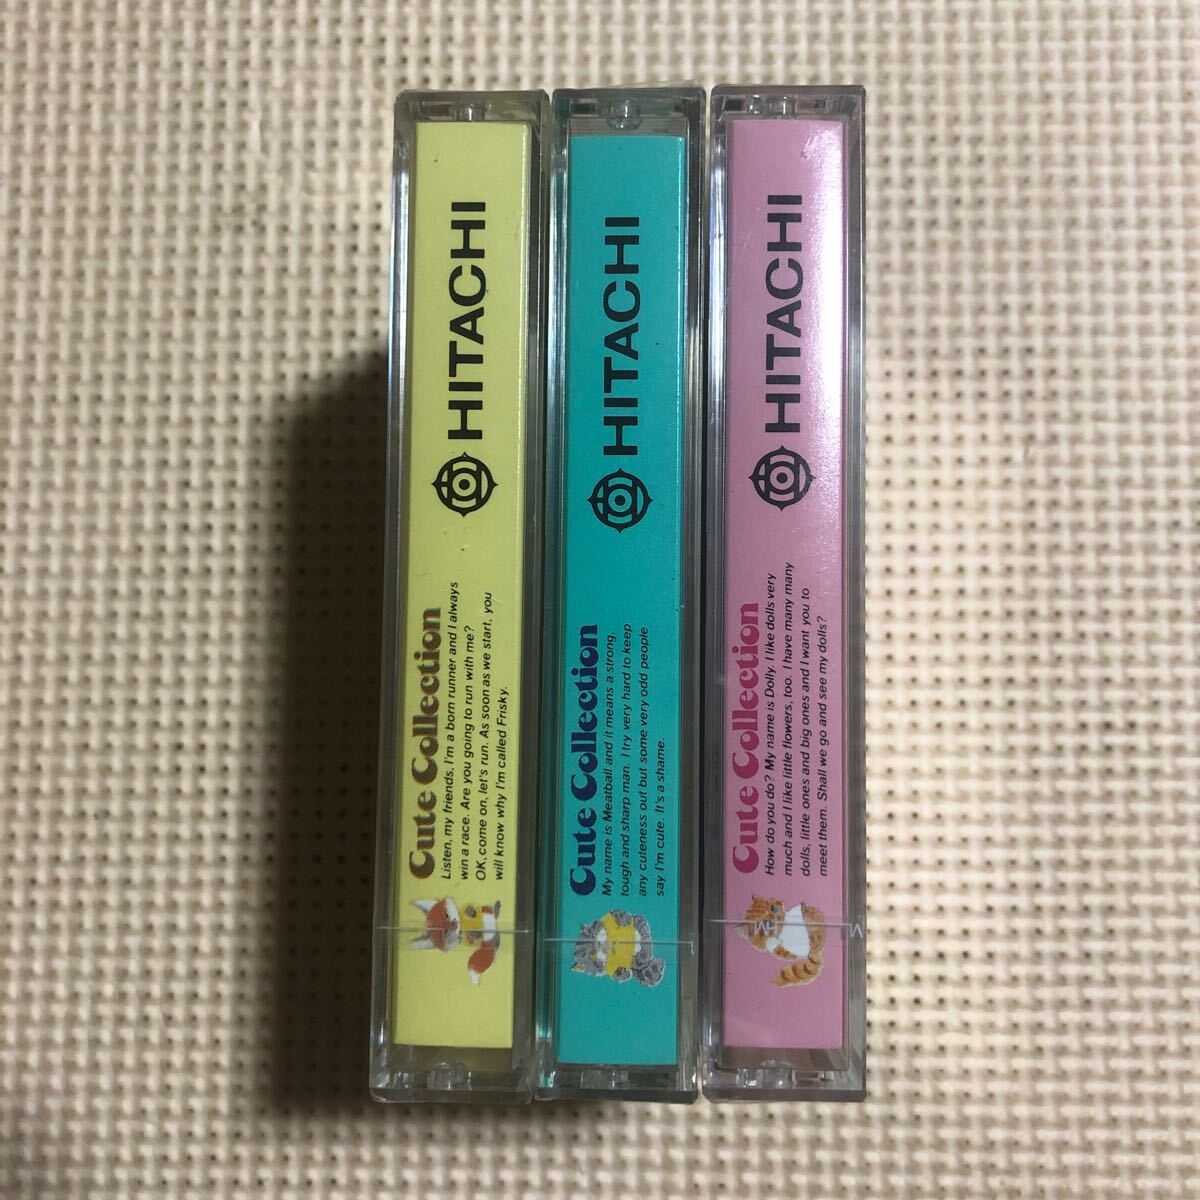 HITACHI
Cute Collection
Listen, my friends, I'm a born runner and I always
win a race. Are you going to run with me?
OK, come on, let's run. As soon as we start, you
will know why I'm called Frisky.
HITACHI
Cute Collection
My name is Meatball and it means a strong,
tough and sharp man. I try very hard to keep
any cuteness out but some very odd people
say I'm cute. It's a shame.
HITACHI
Cute Collection
How do you do? My name is Dolly. I like dolls very
much and I like little flowers, too. I have many many
dolls, little ones and big ones and I want you to
meet them. Shall we go and see my dolls?